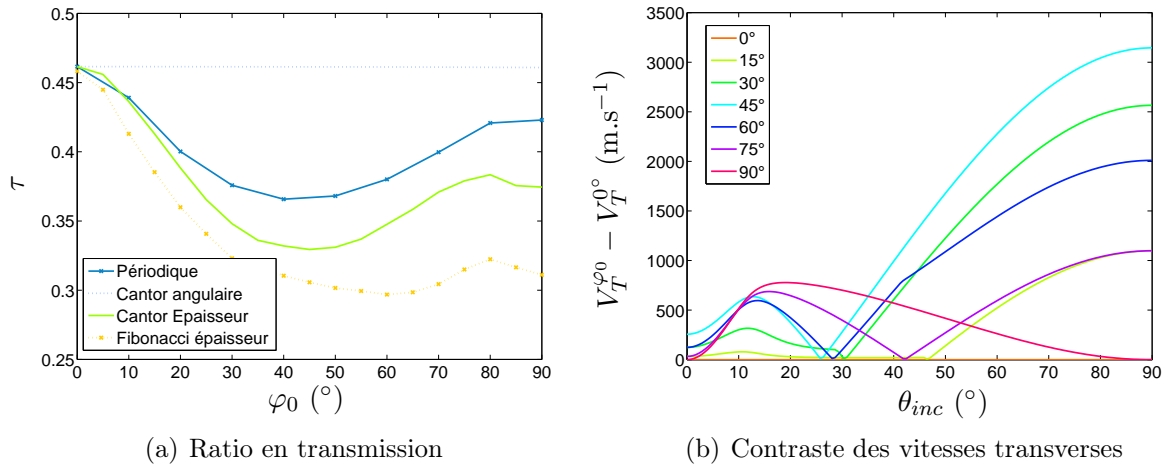 0.5
0.45
0.4
0.35
0.3
0.25
τ
0 10 20 30 40 50 60 70 80 90
φ₀ (°)
Périodique
Cantor angulaire
Cantor Epaisseur
Fibonacci épaisseur
(a) Ratio en transmission
3500
3000
2500
2000
1500
1000
500
0
V_T^{φ0} − V_T^{0°} (m.s⁻¹)
0°
15°
30°
45°
60°
75°
90°
0 10 20 30 40 50 60 70 80 90
θ_inc (°)
(b) Contraste des vitesses transverses